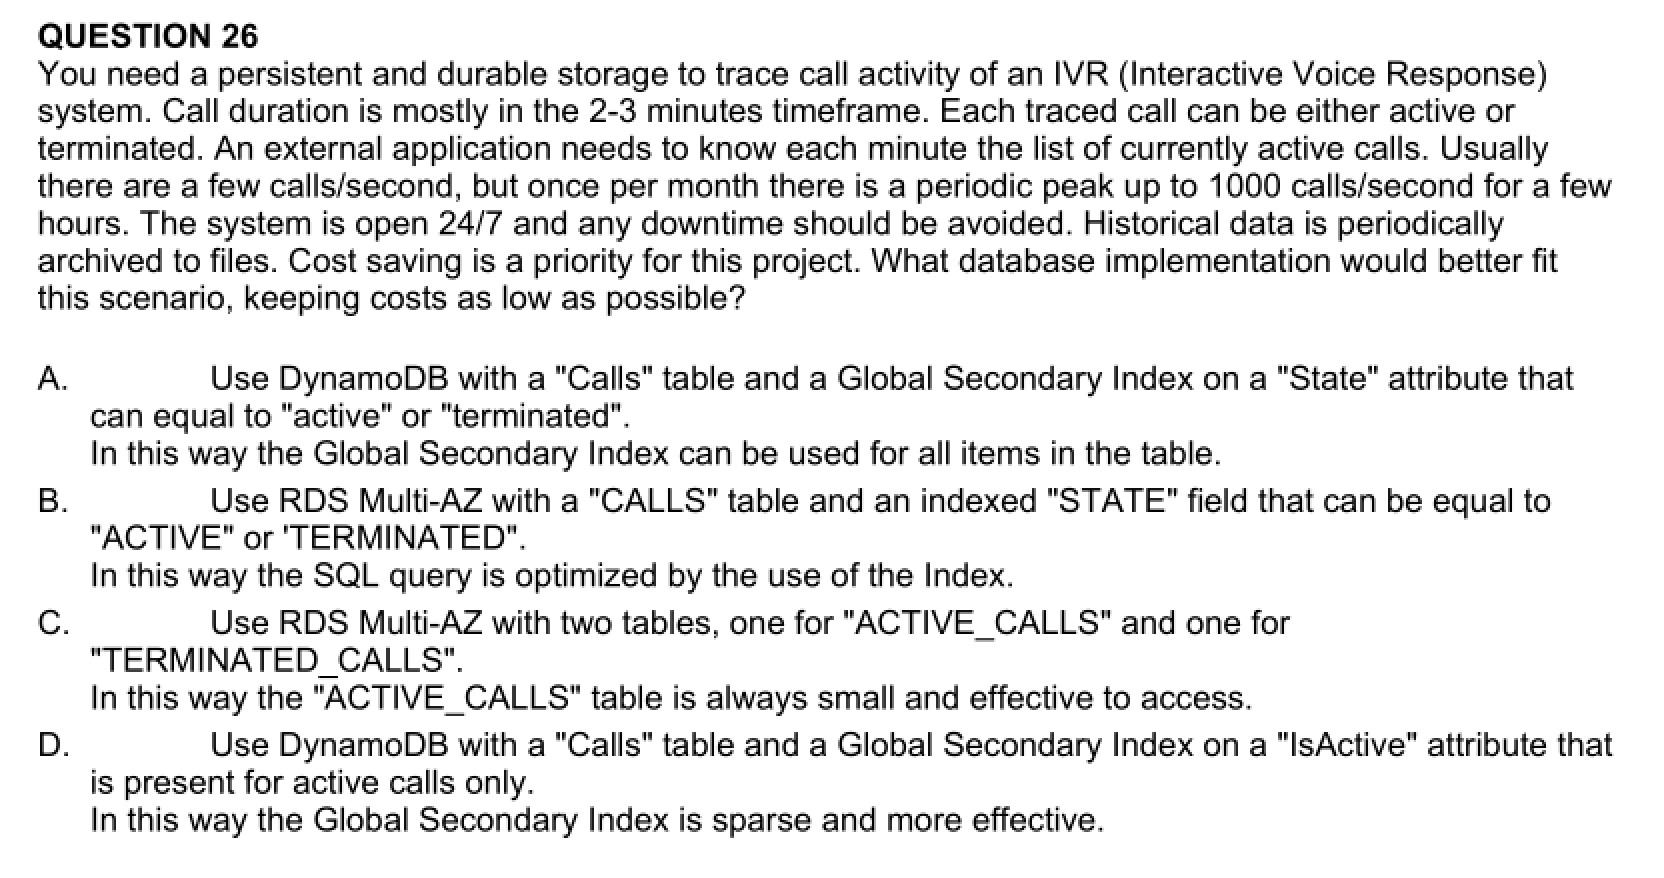 QUESTION 26
You need a persistent and durable storage to trace call activity of an IVR (Interactive Voice Response)
system. Call duration is mostly in the 2-3 minutes timeframe. Each traced call can be either active or
terminated. An external application needs to know each minute the list of currently active calls. Usually
there are a few calls/second, but once per month there is a periodic peak up to 1000 calls/second for a few
hours. The system is open 24/7 and any downtime should be avoided. Historical data is periodically
archived to files. Cost saving is a priority for this project. What database implementation would better fit
this scenario, keeping costs as low as possible?
A. Use DynamoDB with a "Calls" table and a Global Secondary Index on a "State" attribute that
can equal to "active" or "terminated".
In this way the Global Secondary Index can be used for all items in the table.
B. Use RDS Multi-AZ with a "CALLS" table and an indexed "STATE" field that can be equal to
"ACTIVE" or 'TERMINATED".
In this way the SQL query is optimized by the use of the Index.
C. Use RDS Multi-AZ with two tables, one for "ACTIVE_CALLS" and one for
"TERMINATED_CALLS".
In this way the "ACTIVE_CALLS" table is always small and effective to access.
D. Use DynamoDB with a "Calls" table and a Global Secondary Index on a "IsActive" attribute that
is present for active calls only.
In this way the Global Secondary Index is sparse and more effective.